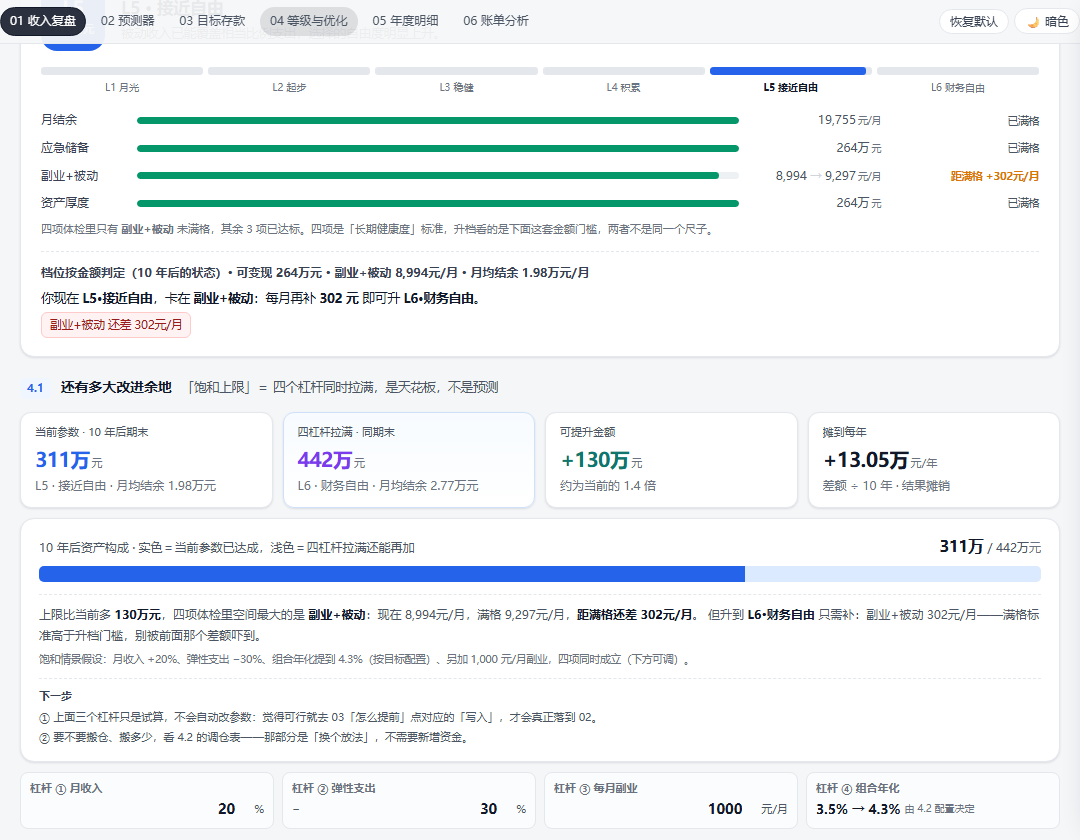 01 收入复盘 02 预测器 03 目标存款 04 等级与优化 05 年度明细 06 账单分析 恢复默认 🌙 暗色
L1 月光 L2 起步 L3 稳健 L4 积累 L5 接近自由 L6 财务自由
月结余 19,755元/月 已满格
应急储备 264万元 已满格
副业+被动 8,994 → 9,297元/月 距满格 +302元/月
资产厚度 264万元 已满格
四项体检里只有 副业+被动 未满格，其余 3 项已达标。四项是「长期健康度」标准，升档看的是下面这套金额门槛，两者不是同一个尺子。
档位按金额判定（10 年后的状态）· 可变现 264万元 · 副业+被动 8,994元/月 · 月均结余 1.98万元/月
你现在 L5·接近自由，卡在 副业+被动：每月再补 302 元 即可升 L6·财务自由。
副业+被动 还差 302元/月
4.1 还有多大改进余地 「饱和上限」= 四个杠杆同时拉满，是天花板，不是预测
当前参数 · 10 年后期末
311万元
L5 · 接近自由 · 月均结余 1.98万元
四杠杆拉满 · 同期末
442万元
L6 · 财务自由 · 月均结余 2.77万元
可提升金额
+130万元
约为当前的 1.4 倍
摊到每年
+13.05万元/年
差额 ÷ 10 年 · 结果摊销
10 年后资产构成 · 实色 = 当前参数已达成，浅色 = 四杠杆拉满还能再加 311万 / 442万元
上限比当前多 130万元，四项体检里空间最大的是 副业+被动：现在 8,994元/月，满格 9,297元/月，距满格还差 302元/月。 但升到 L6·财务自由 只需补：副业+被动 302元/月——满格标
准高于升档门槛，别被前面那个差额吓到。
饱和情景假设：月收入 +20%、弹性支出 −30%、组合年化提到 4.3%（按目标配置）、另加 1,000 元/月副业，四项同时成立（下方可调）。
下一步
① 上面三个杠杆只是试算，不会自动改参数：觉得可行就去 03「怎么提前」点对应的「写入」，才会真正落到 02。
② 要不要搬仓、搬多少，看 4.2 的调仓表——那部分是「换个放法」，不需要新增资金。
杠杆 ① 月收入
20 %
杠杆 ② 弹性支出
− 30 %
杠杆 ③ 每月副业
1000 元/月
杠杆 ④ 组合年化
3.5% → 4.3% 由 4.2 配置决定